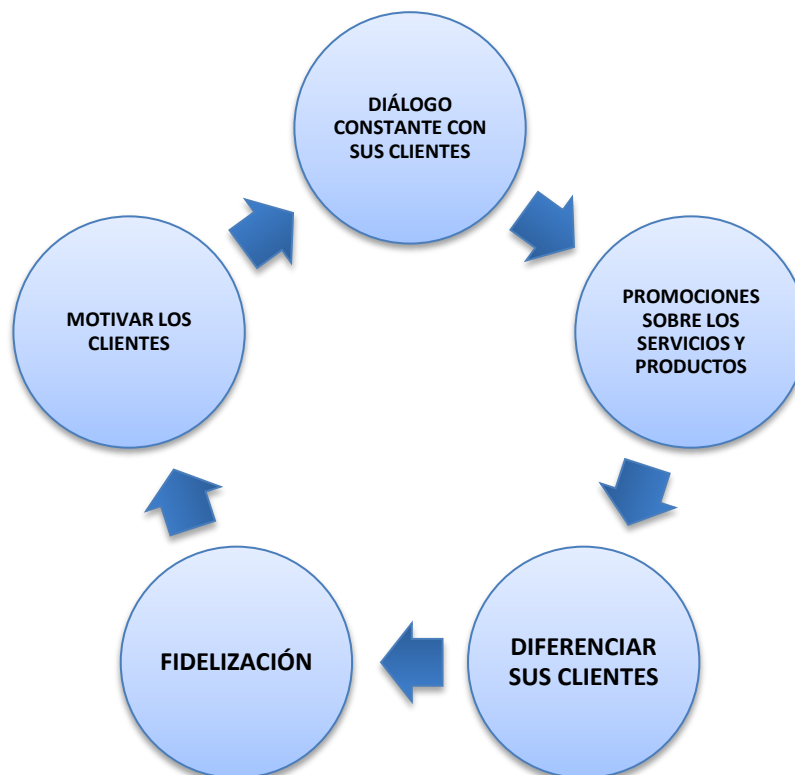 DIÁLOGO
CONSTANTE CON
SUS CLIENTES
PROMOCIONES
SOBRE LOS
SERVICIOS Y
PRODUCTOS
DIFERENCIAR
SUS CLIENTES
FIDELIZACIÓN
MOTIVAR LOS
CLIENTES